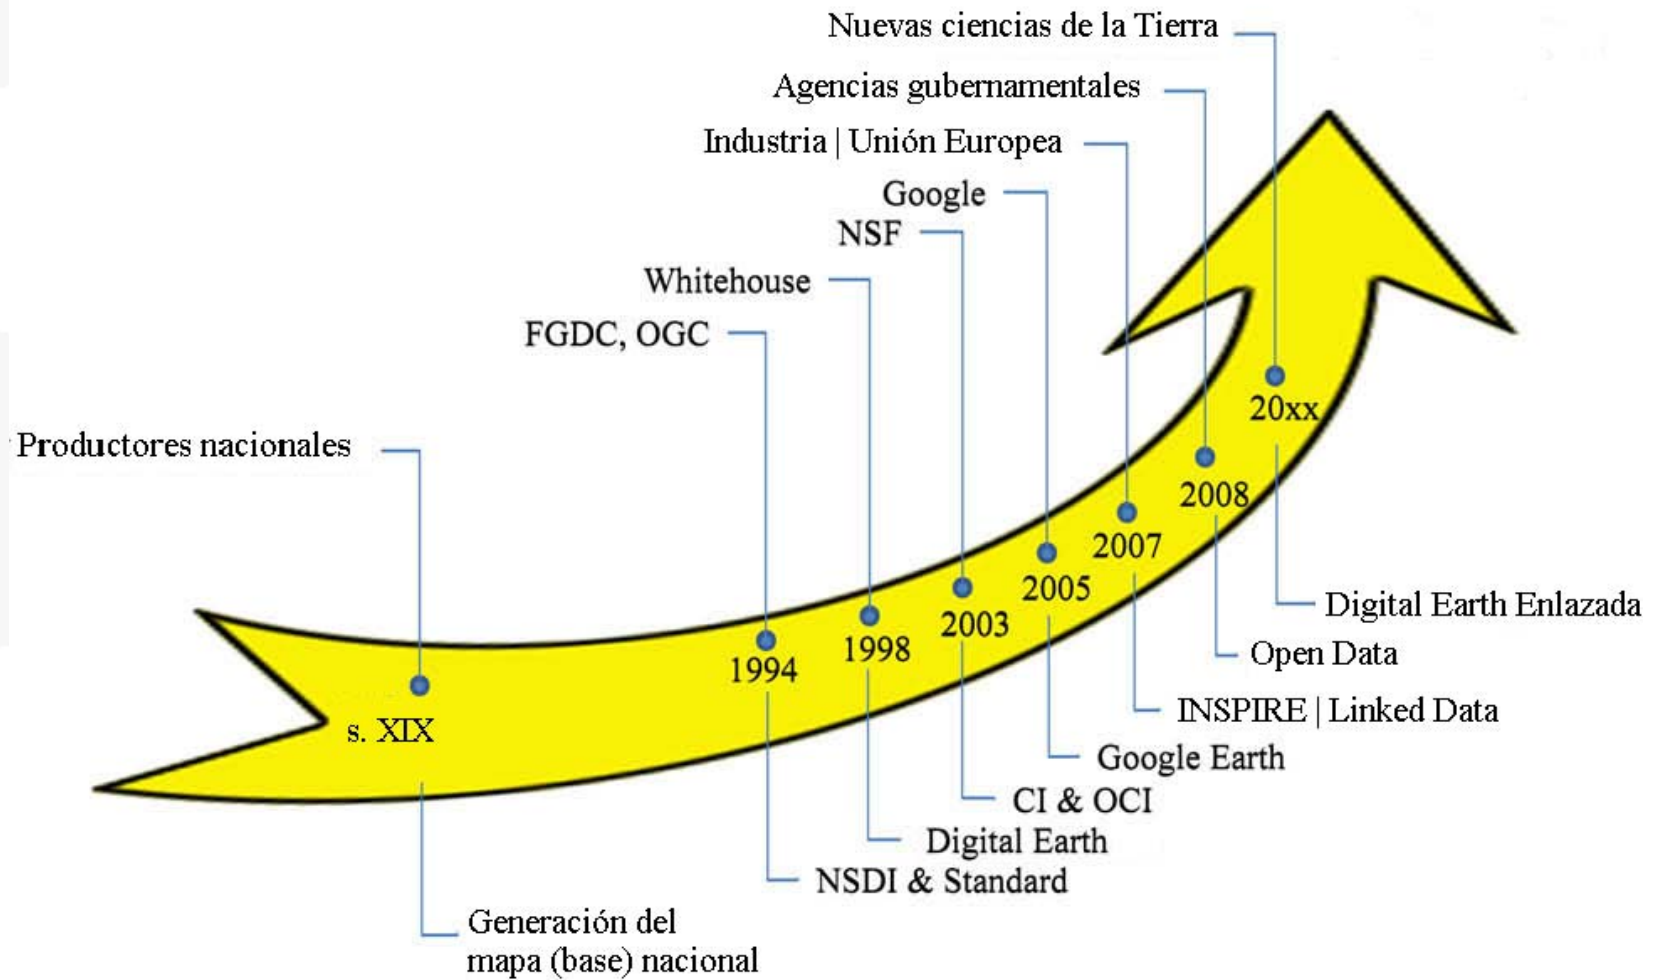 Nuevas ciencias de la Tierra
Agencias gubernamentales
Industria | Unión Europea
Google
NSF
Whitehouse
FGDC, OGC
Productores nacionales
20xx
2008
2007
2005
2003
1998
1994
s. XIX
Digital Earth Enlazada
Open Data
INSPIRE | Linked Data
Google Earth
CI & OCI
Digital Earth
NSDI & Standard
Generación del
mapa (base) nacional